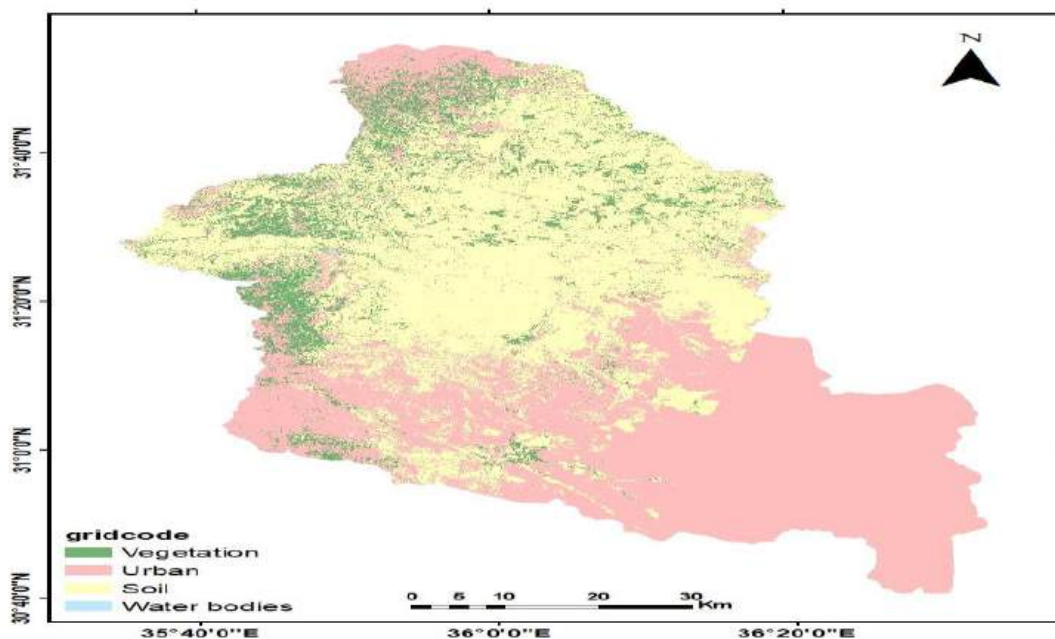 N
31°40'0"N
31°20'0"N
31°0'0"N
30°40'0"N
gridcode
Vegetation
Urban
Soil
Water bodies
0 5 10 20 30 Km
35°40'0"E 36°0'0"E 36°20'0"E